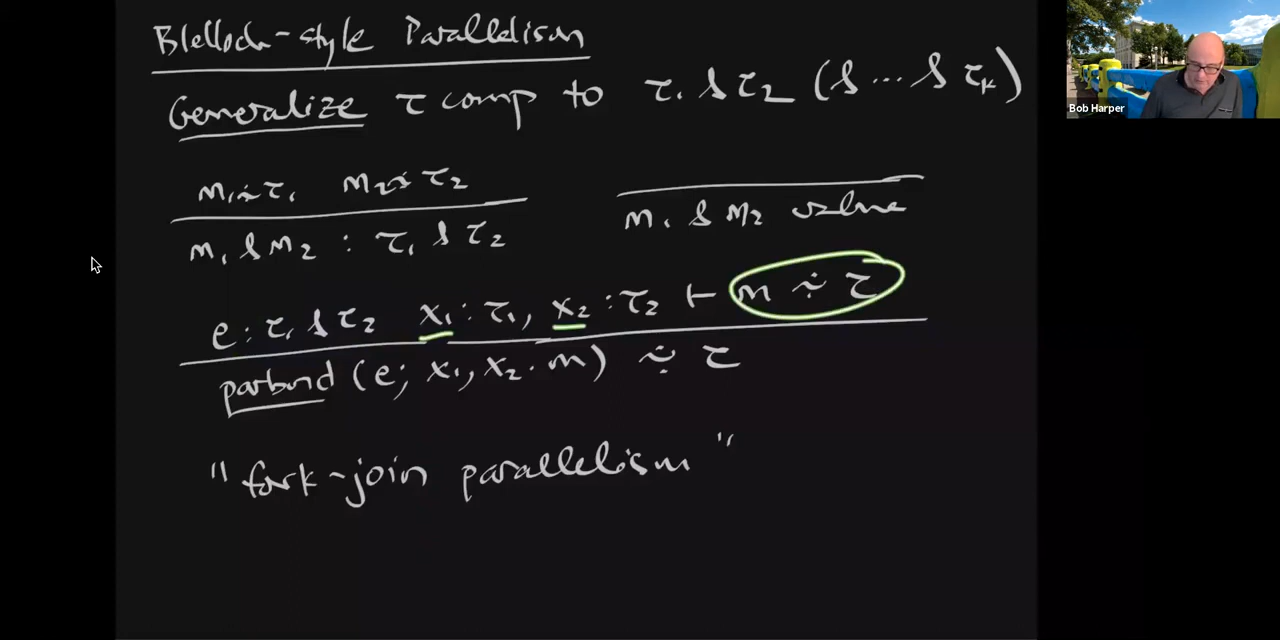 Blelloch-style Parallelism
Generalize τ comp to τ₁ & τ₂ (& ... & τₖ)
m₁ ∻ τ₁ m₂ ∻ τ₂
m₁ & m₂ : τ₁ & τ₂
m₁ & m₂ value
e : τ₁ & τ₂ x₁ : τ₁, x₂ : τ₂ ⊢ m ∻ τ
parbnd (e; x₁, x₂ . m) ∻ τ
"fork-join parallelism"
Bob Harper